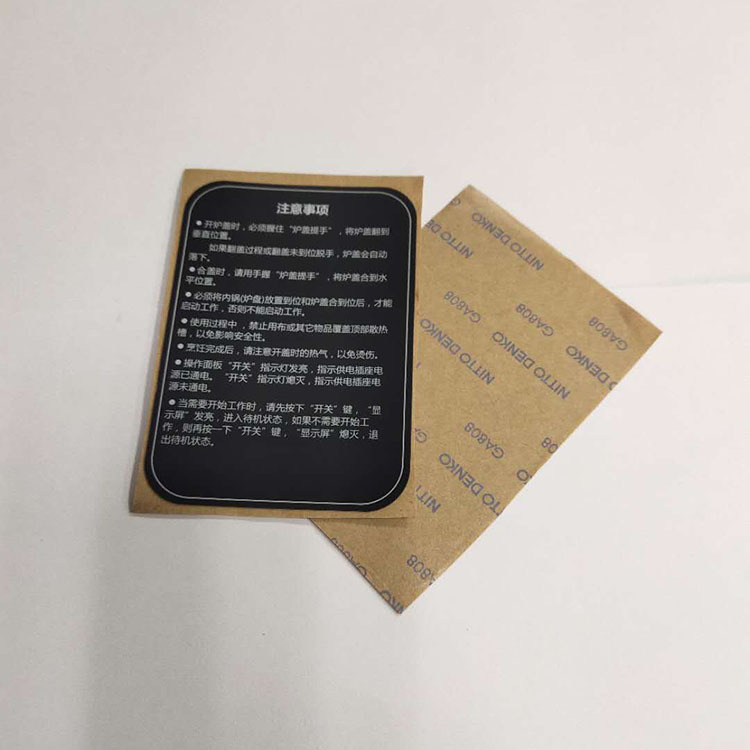 注意事项
● 开炉盖时，必须握住“炉盖提手”，将炉盖翻到
垂直位置。
如果翻盖过程或翻盖未到位脱手，炉盖会自动
落下。
● 合盖时，请用手握“炉盖提手”，将炉盖合到水
平位置。
● 必须将内锅(炉盘)放置到位和炉盖合到位后，才能
启动工作，否则不能启动工作。
● 使用过程中，禁止用布或其它物品覆盖顶部散热
槽，以免影响安全性。
● 烹饪完成后，请注意开盖时的热气，以免烫伤。
● 操作面板“开关”指示灯发亮，指示供电插座电
源已通电。“开关”指示灯熄灭，指示供电插座电
源未通电。
● 当需要开始工作时，请先按下“开关”键，“显
示屏”发亮，进入待机状态，如果不需要开始工
作，则再按一下“开关”键，“显示屏”熄灭，退
出待机状态。
NITTO DENKO
GA808
NITTO DENKO
GA808
NITTO DENKO
GA808
NITTO DENKO
GA808